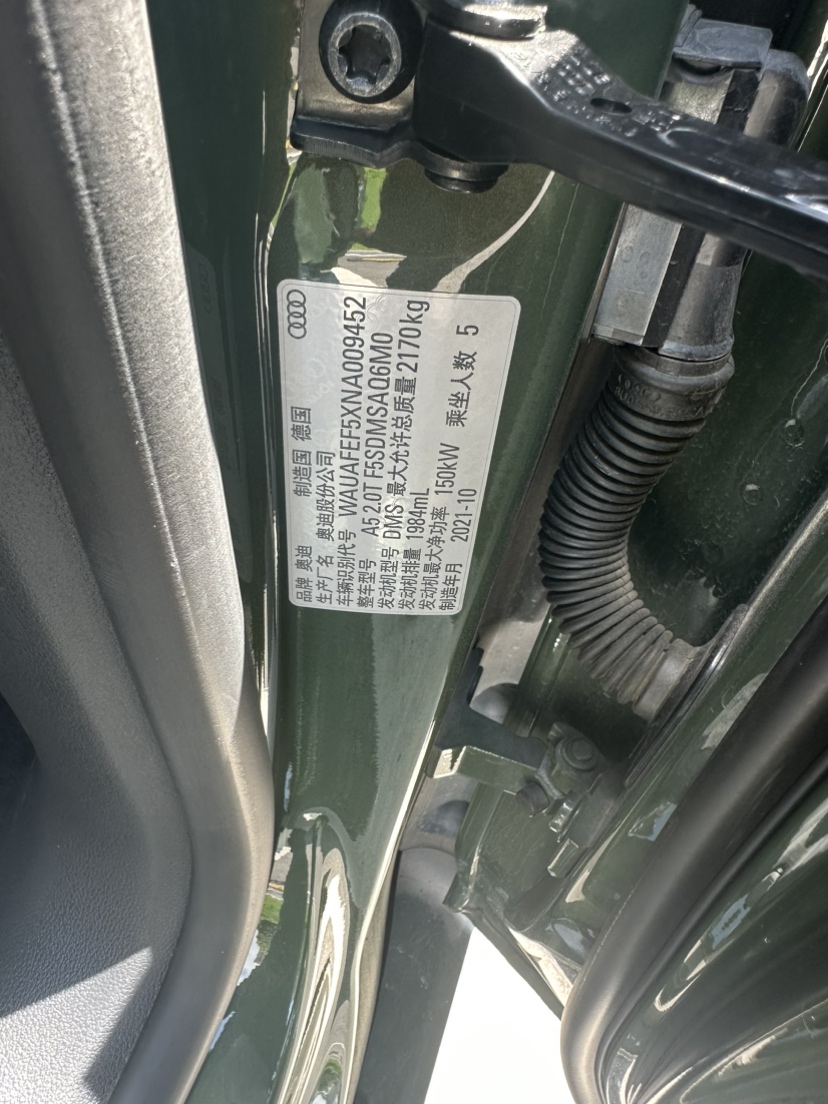 品牌 奥迪 制造国 德国
生产厂名 奥迪股份公司
车辆识别代号 WAUAFEF5XNA009452
整车型号 A5 2.0T F5SDMSAQ6M0
发动机型号 DMS 最大允许总质量 2170kg
发动机排量 1984mL
发动机最大净功率 150kW 乘坐人数 5
制造年月 2021-10